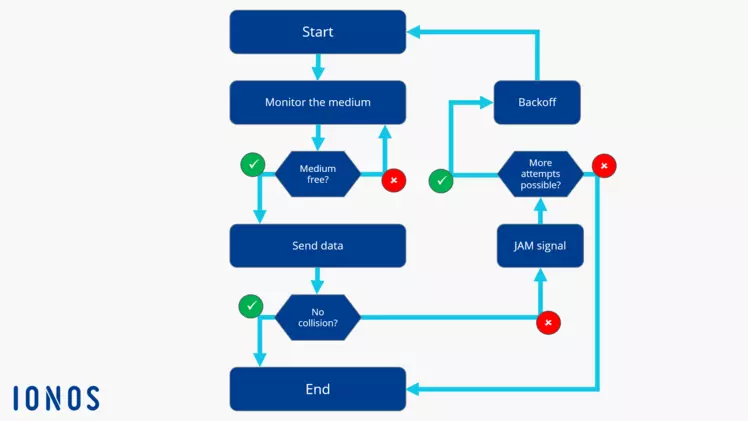 Start
Monitor the medium
Backoff
Medium
free?
More
attempts
possible?
Send data
JAM signal
No
collision?
End
IONOS